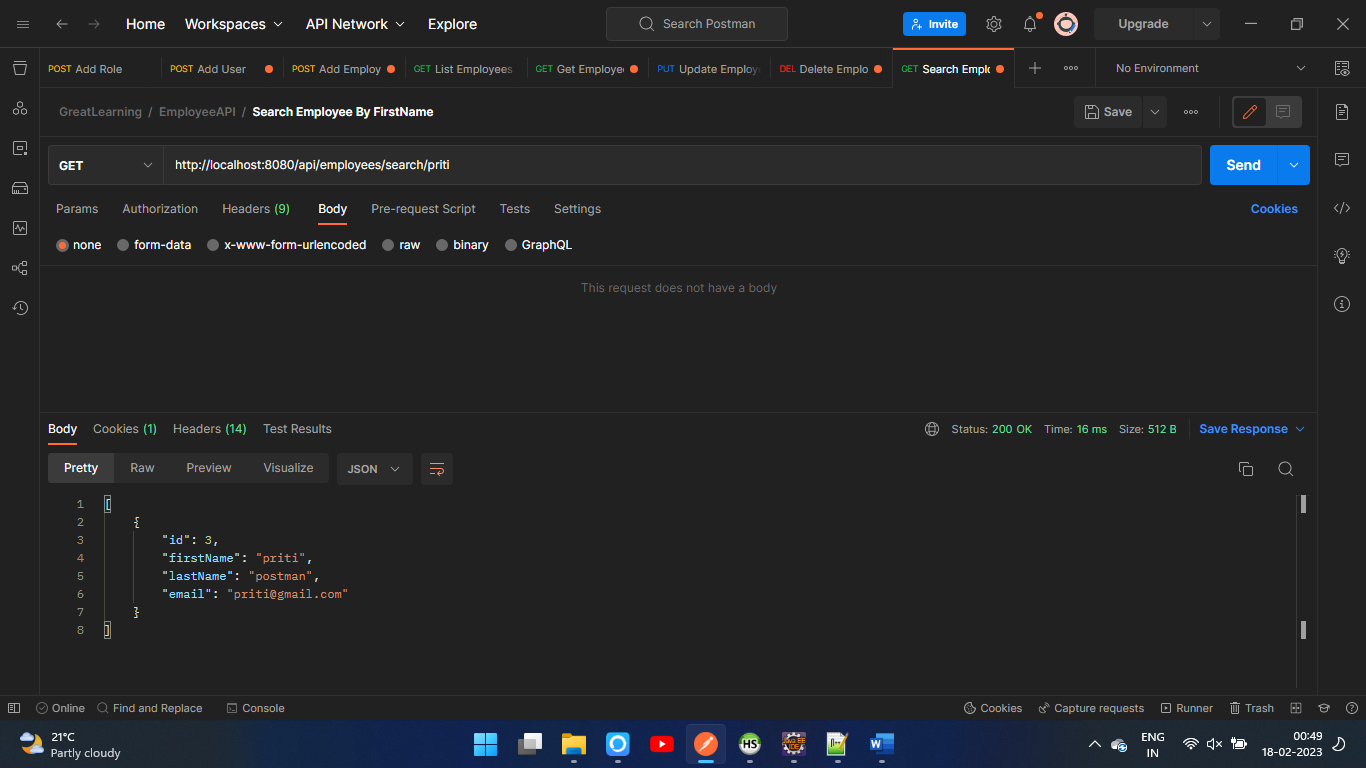 Home Workspaces API Network Explore Search Postman Invite Upgrade
POST Add Role POST Add User POST Add Employ GET List Employees GET Get Employee PUT Update Employe DEL Delete Emplo GET Search Emplo No Environment
GreatLearning / EmployeeAPI / Search Employee By FirstName Save
GET http://localhost:8080/api/employees/search/priti Send
Params Authorization Headers (9) Body Pre-request Script Tests Settings Cookies
none form-data x-www-form-urlencoded raw binary GraphQL
This request does not have a body
Body Cookies (1) Headers (14) Test Results Status: 200 OK Time: 16 ms Size: 512 B Save Response
Pretty Raw Preview Visualize JSON
1 [
2 {
3 "id": 3,
4 "firstName": "priti",
5 "lastName": "postman",
6 "email": "priti@gmail.com"
7 }
8 ]
Online Find and Replace Console Cookies Capture requests Runner Trash
21°C
Partly cloudy
HS
ENG
IN
00:49
18-02-2023